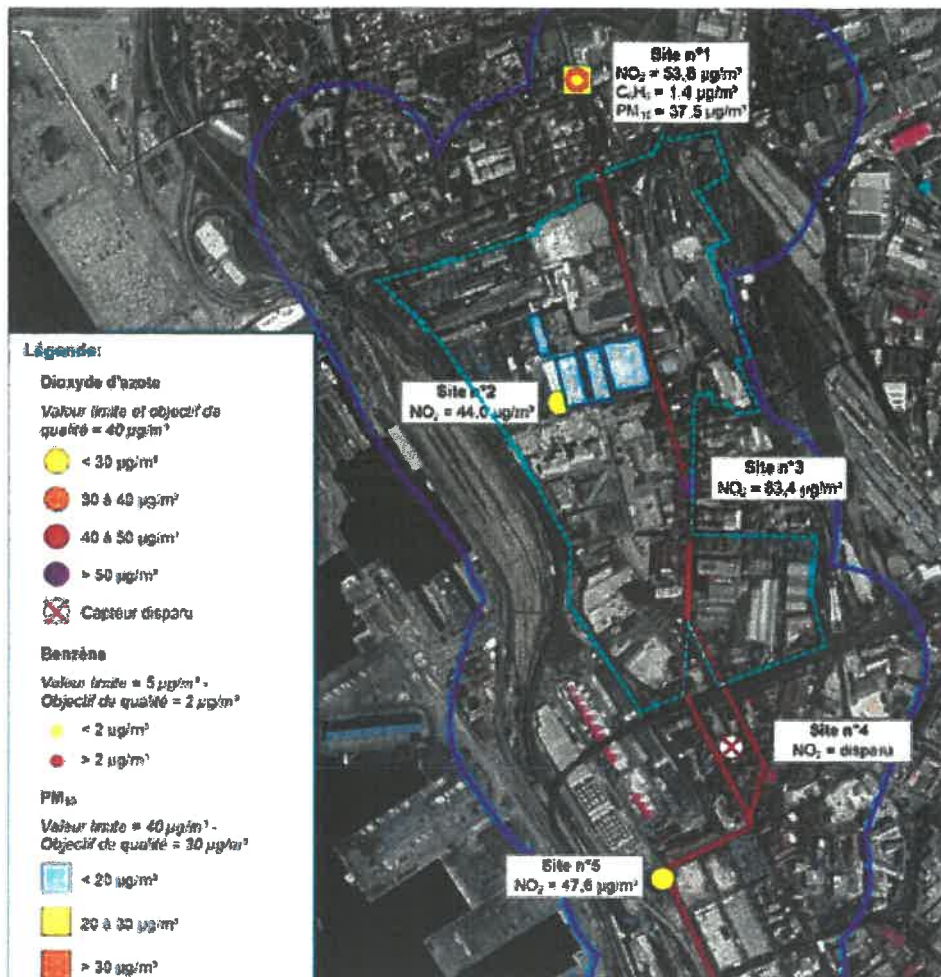 Site n°1
NO₂ = 53,8 µg/m³
C₆H₆ = 1,4 µg/m³
PM₁₀ = 37,5 µg/m³
Site n°2
NO₂ = 44,0 µg/m³
Site n°3
NO₂ = 63,4 µg/m³
Site n°4
NO₂ = disparu
Site n°5
NO₂ = 47,6 µg/m³
Légende:
Dioxyde d'azote
Valeur limite et objectif de
qualité = 40 µg/m³
< 30 µg/m³
30 à 40 µg/m³
40 à 50 µg/m³
> 50 µg/m³
Capteur disparu
Benzène
Valeur limite = 5 µg/m³ -
Objectif de qualité = 2 µg/m³
< 2 µg/m³
> 2 µg/m³
PM₁₀
Valeur limite = 40 µg/m³ -
Objectif de qualité = 30 µg/m³
< 20 µg/m³
20 à 30 µg/m³
> 30 µg/m³